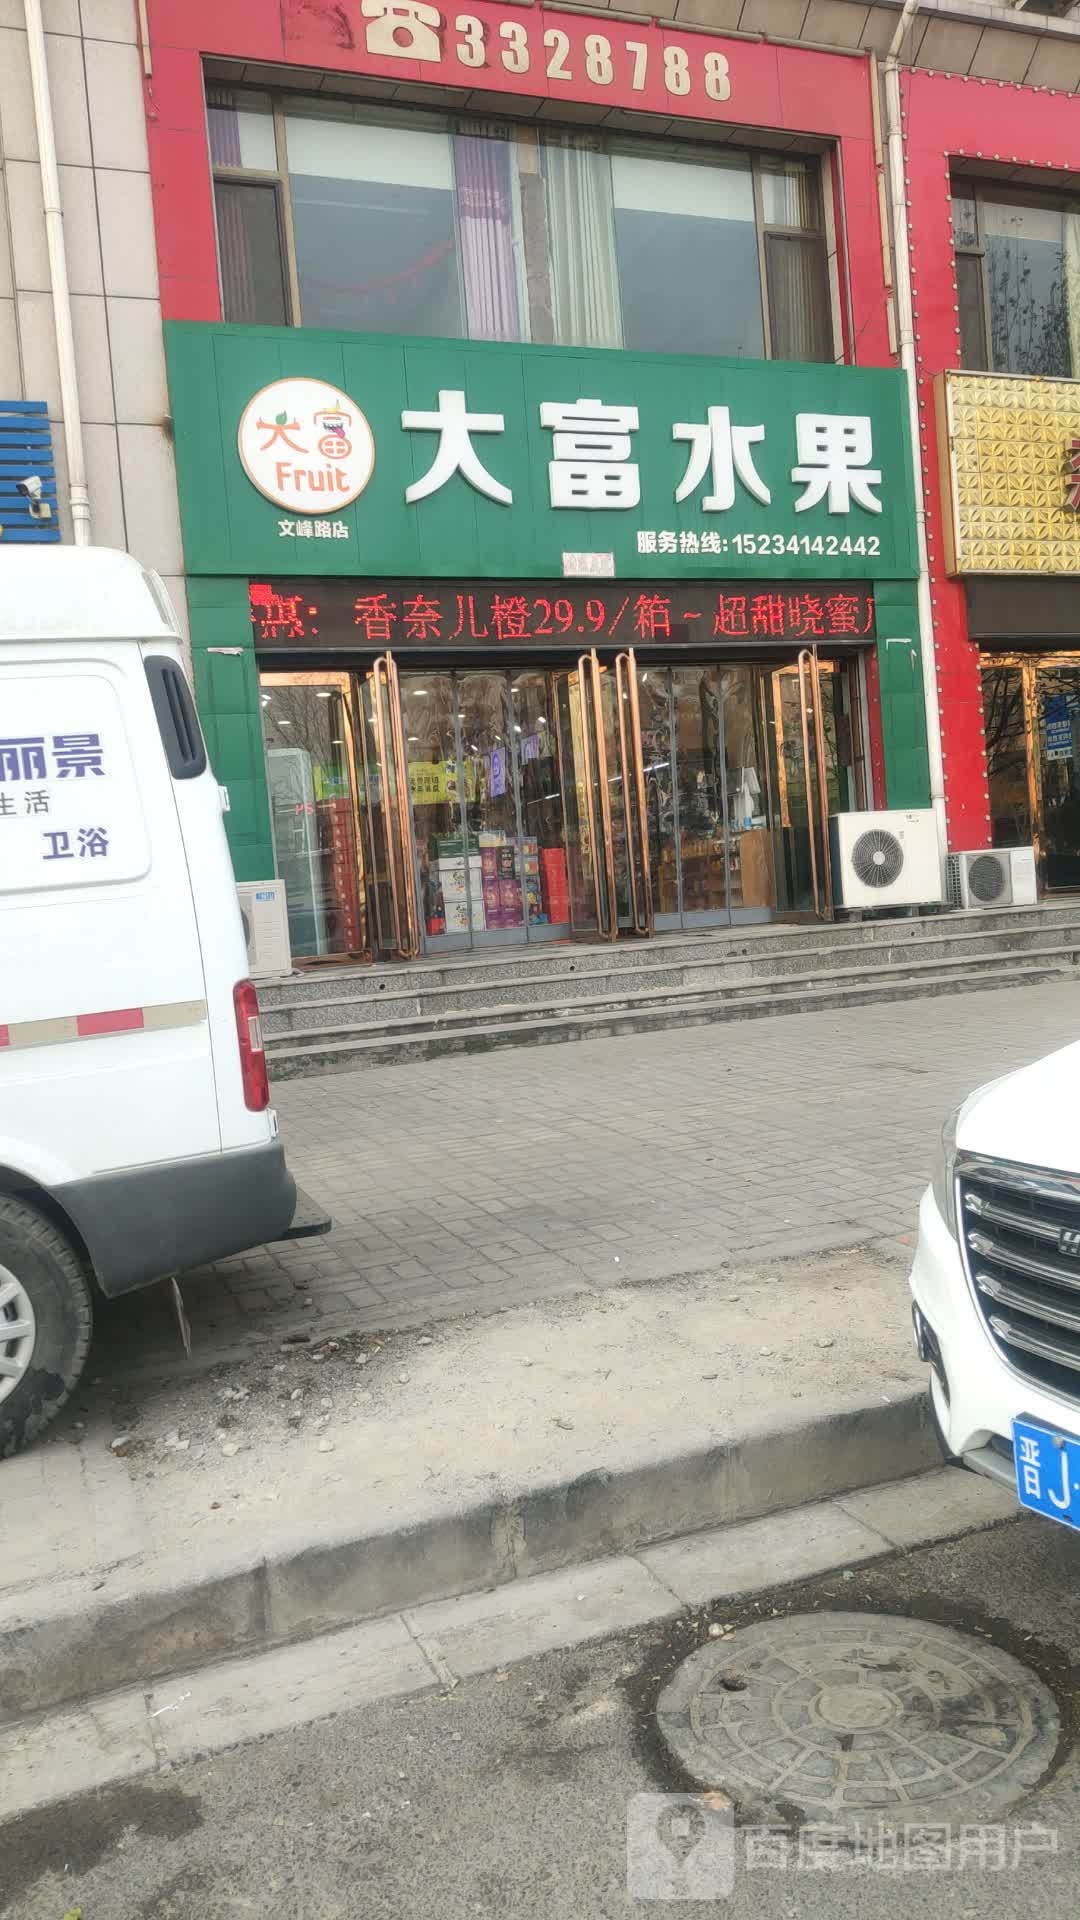 3328788
大富
Fruit
文峰路店
大富水果
服务热线:15234142442
香奈儿橙29.9/箱~超甜晓蜜
丽景
生活
卫浴
晋J
百度地图用户